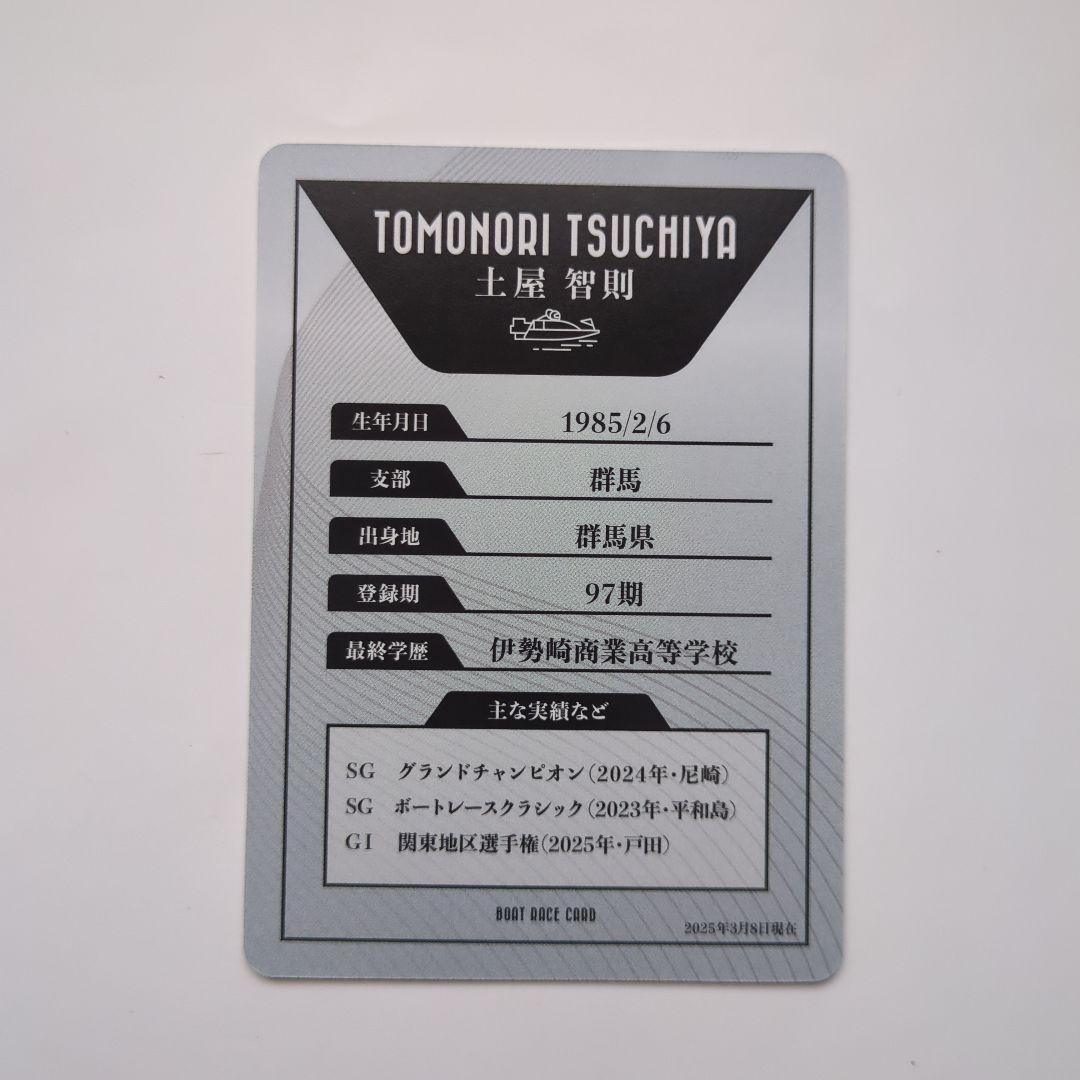 TOMONORI TSUCHIYA
土屋 智則
生年月日 1985/2/6
支部 群馬
出身地 群馬県
登録期 97期
最終学歴 伊勢崎商業高等学校
主な実績など
SG グランドチャンピオン(2024年・尼崎)
SG ボートレースクラシック(2023年・平和島)
GI 関東地区選手権(2025年・戸田)
BOAT RACE CARD
2025年3月8日現在